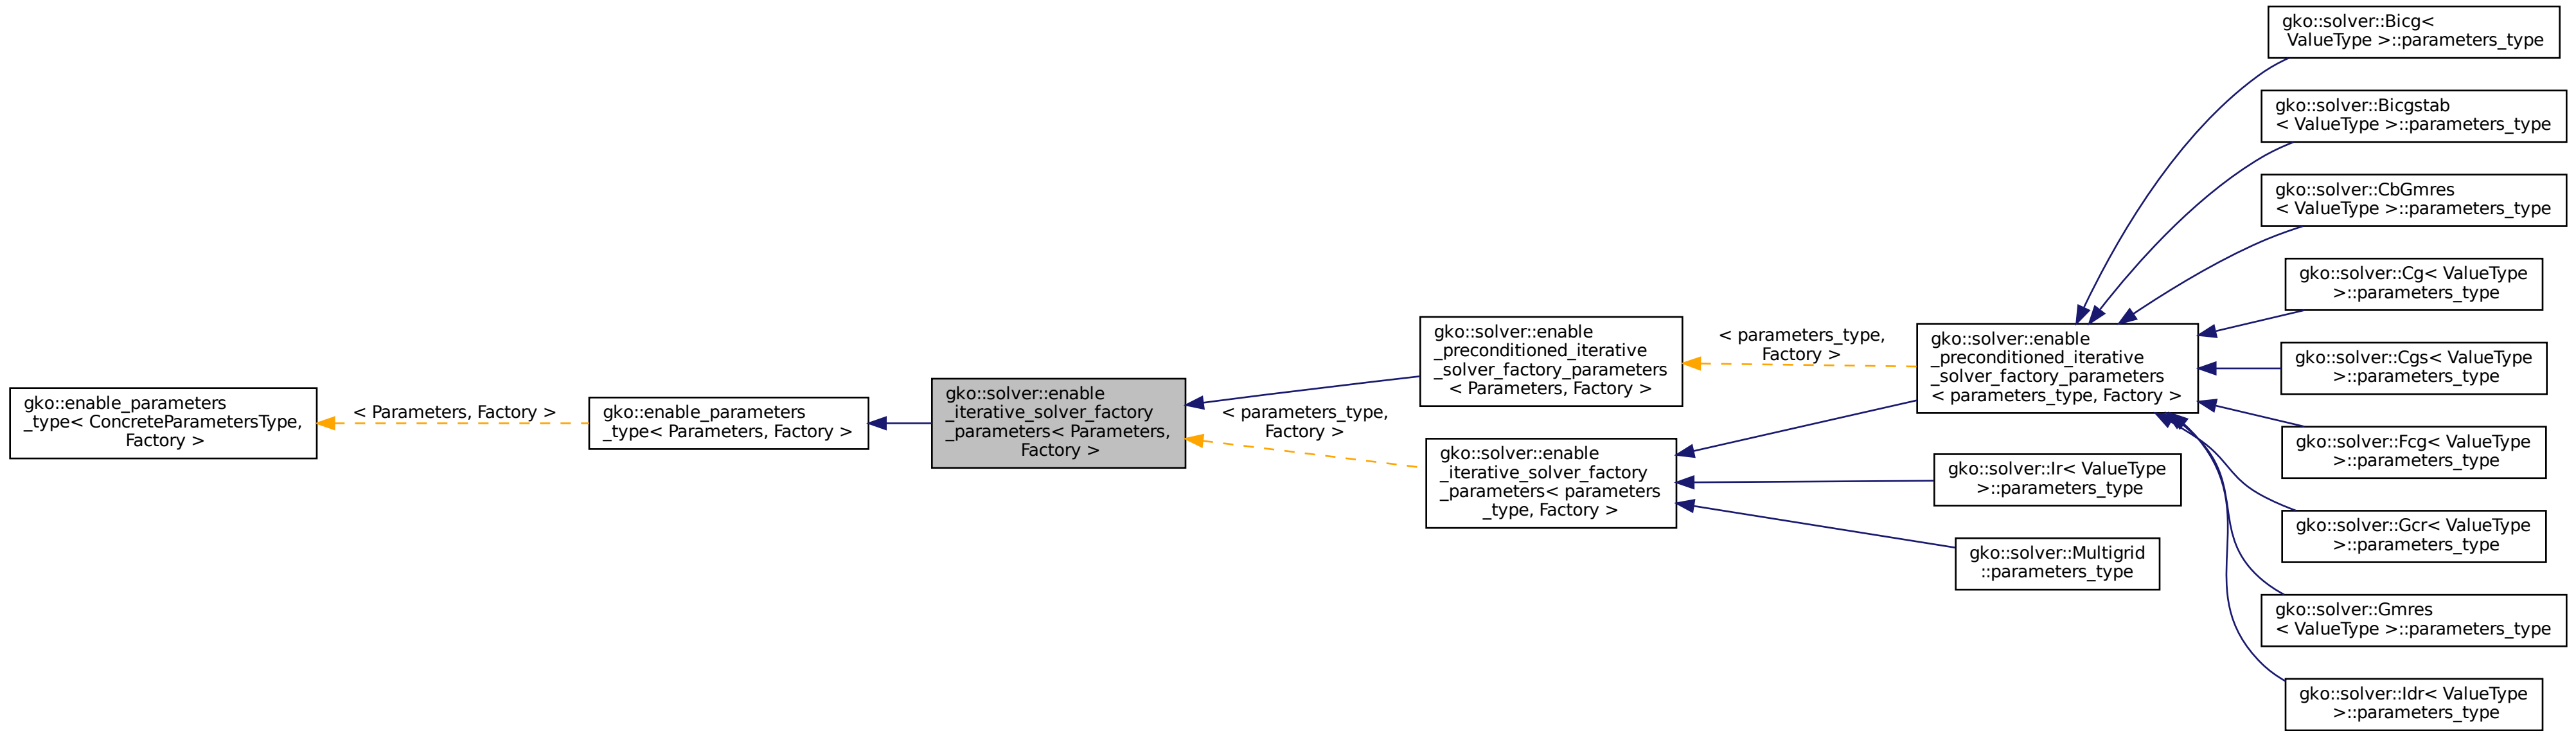 gko::enable_parameters
_type< ConcreteParametersType,
Factory >
< Parameters, Factory >
gko::enable_parameters
_type< Parameters, Factory >
gko::solver::enable
_iterative_solver_factory
_parameters< Parameters,
Factory >
< parameters_type,
Factory >
gko::solver::enable
_preconditioned_iterative
_solver_factory_parameters
< Parameters, Factory >
gko::solver::enable
_iterative_solver_factory
_parameters< parameters
_type, Factory >
< parameters_type,
Factory >
gko::solver::enable
_preconditioned_iterative
_solver_factory_parameters
< parameters_type, Factory >
gko::solver::Ir< ValueType
>::parameters_type
gko::solver::Multigrid
::parameters_type
gko::solver::Bicg<
ValueType >::parameters_type
gko::solver::Bicgstab
< ValueType >::parameters_type
gko::solver::CbGmres
< ValueType >::parameters_type
gko::solver::Cg< ValueType
>::parameters_type
gko::solver::Cgs< ValueType
>::parameters_type
gko::solver::Fcg< ValueType
>::parameters_type
gko::solver::Gcr< ValueType
>::parameters_type
gko::solver::Gmres
< ValueType >::parameters_type
gko::solver::Idr< ValueType
>::parameters_type